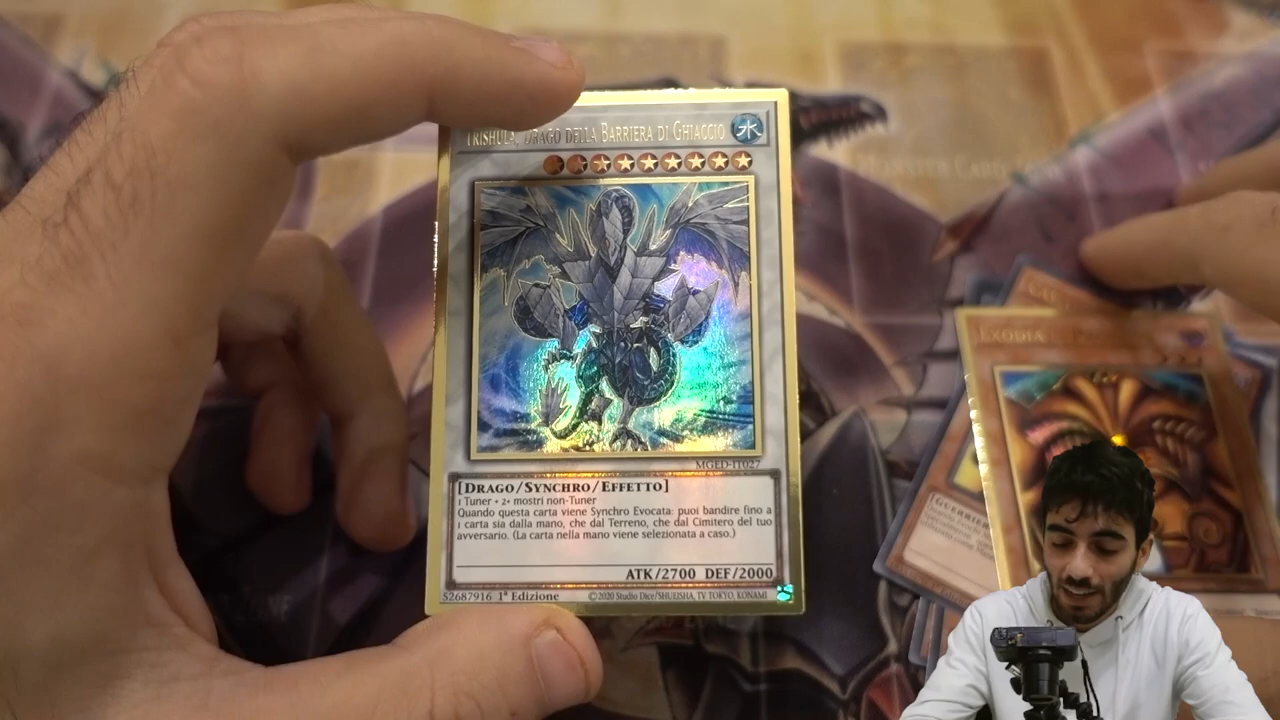 TRISHULA, DRAGO DELLA BARRIERA DI GHIACCIO
水
MGED-IT027
[DRAGO/SYNCHRO/EFFETTO]
1 Tuner + 2+ mostri non-Tuner
Quando questa carta viene Synchro Evocata: puoi bandire fino a
1 carta sia dalla mano, che dal Terreno, che dal Cimitero del tuo
avversario. (La carta nella mano viene selezionata a caso.)
ATK/2700 DEF/2000
52687916 1ª Edizione ©2020 Studio Dice/SHUEISHA, TV TOKYO, KONAMI
MONSTER CARD
EXODIA
[GUERRIER